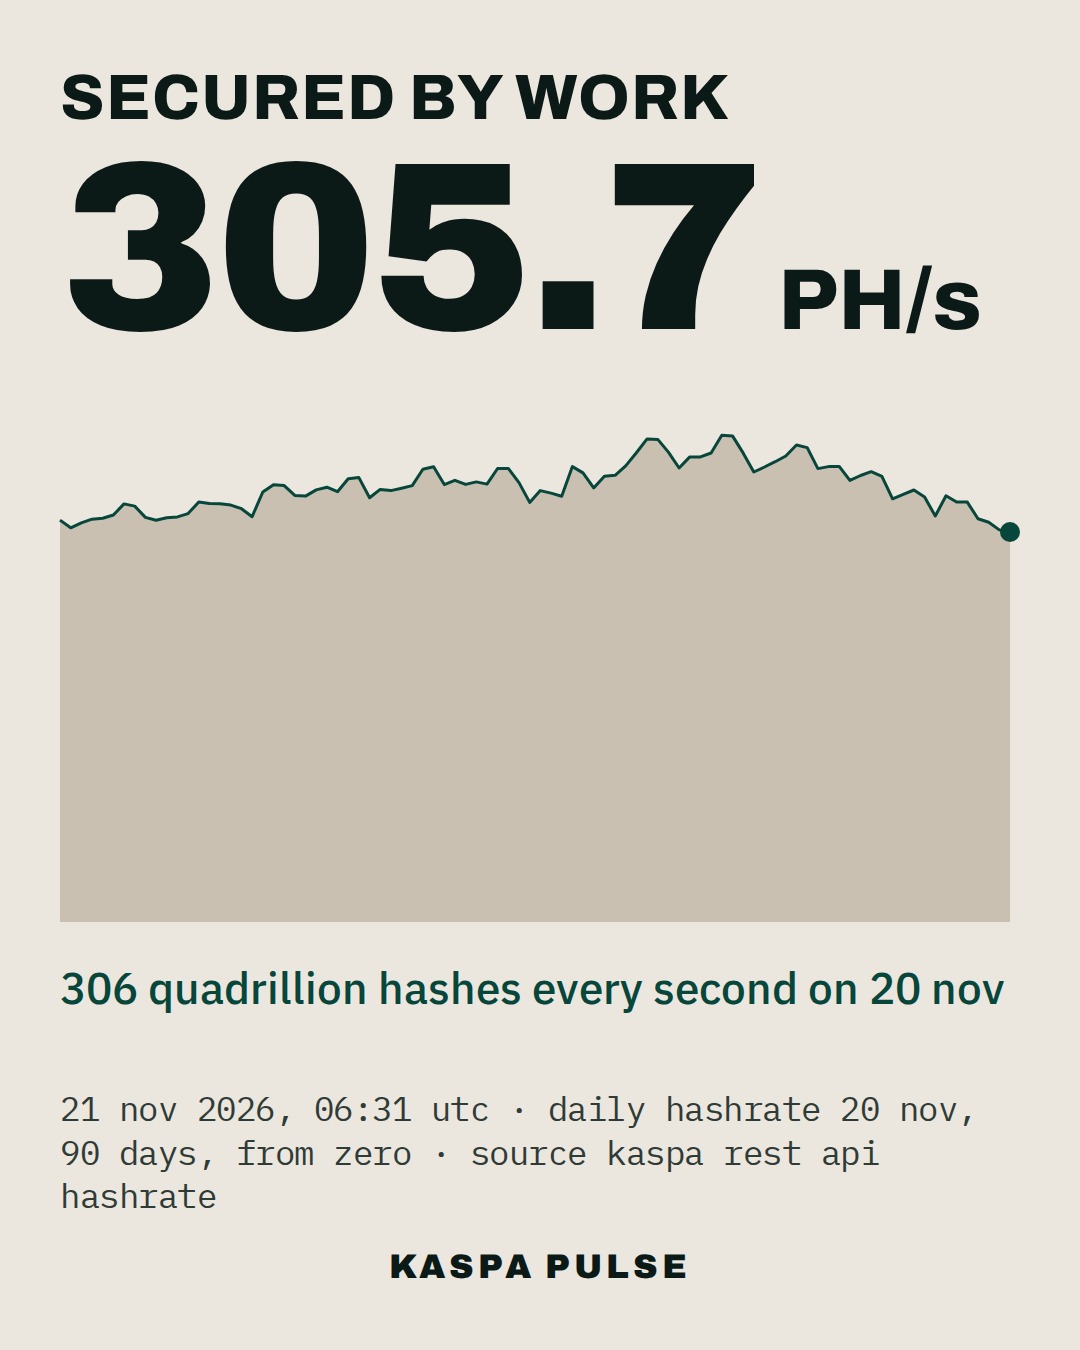 SECURED BY WORK
305.7 PH/s
306 quadrillion hashes every second on 20 nov
21 nov 2026, 06:31 utc · daily hashrate 20 nov,
90 days, from zero · source kaspa rest api
hashrate
KASPA PULSE